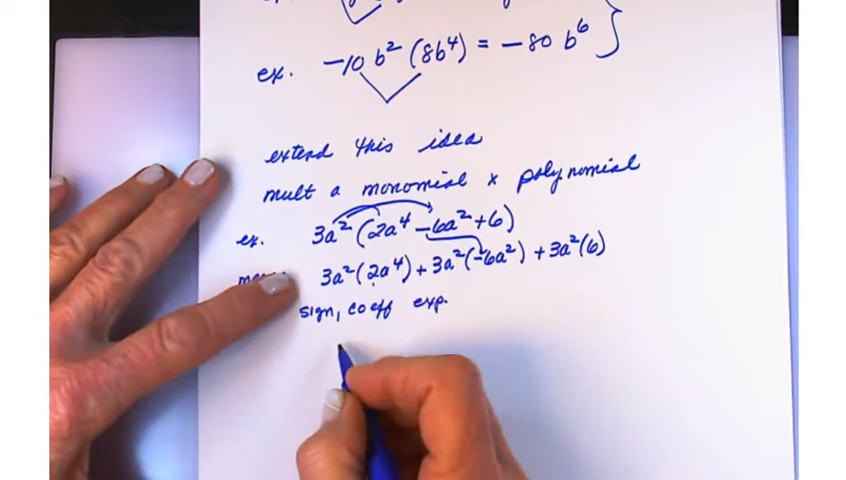 ex. -10 b² (8b⁴) = -80 b⁶
extend this idea
mult a monomial x polynomial
ex. 3a² (2a⁴ -6a² +6)
3a² (2a⁴) + 3a² (-6a²) + 3a² (6)
sign, coeff exp.